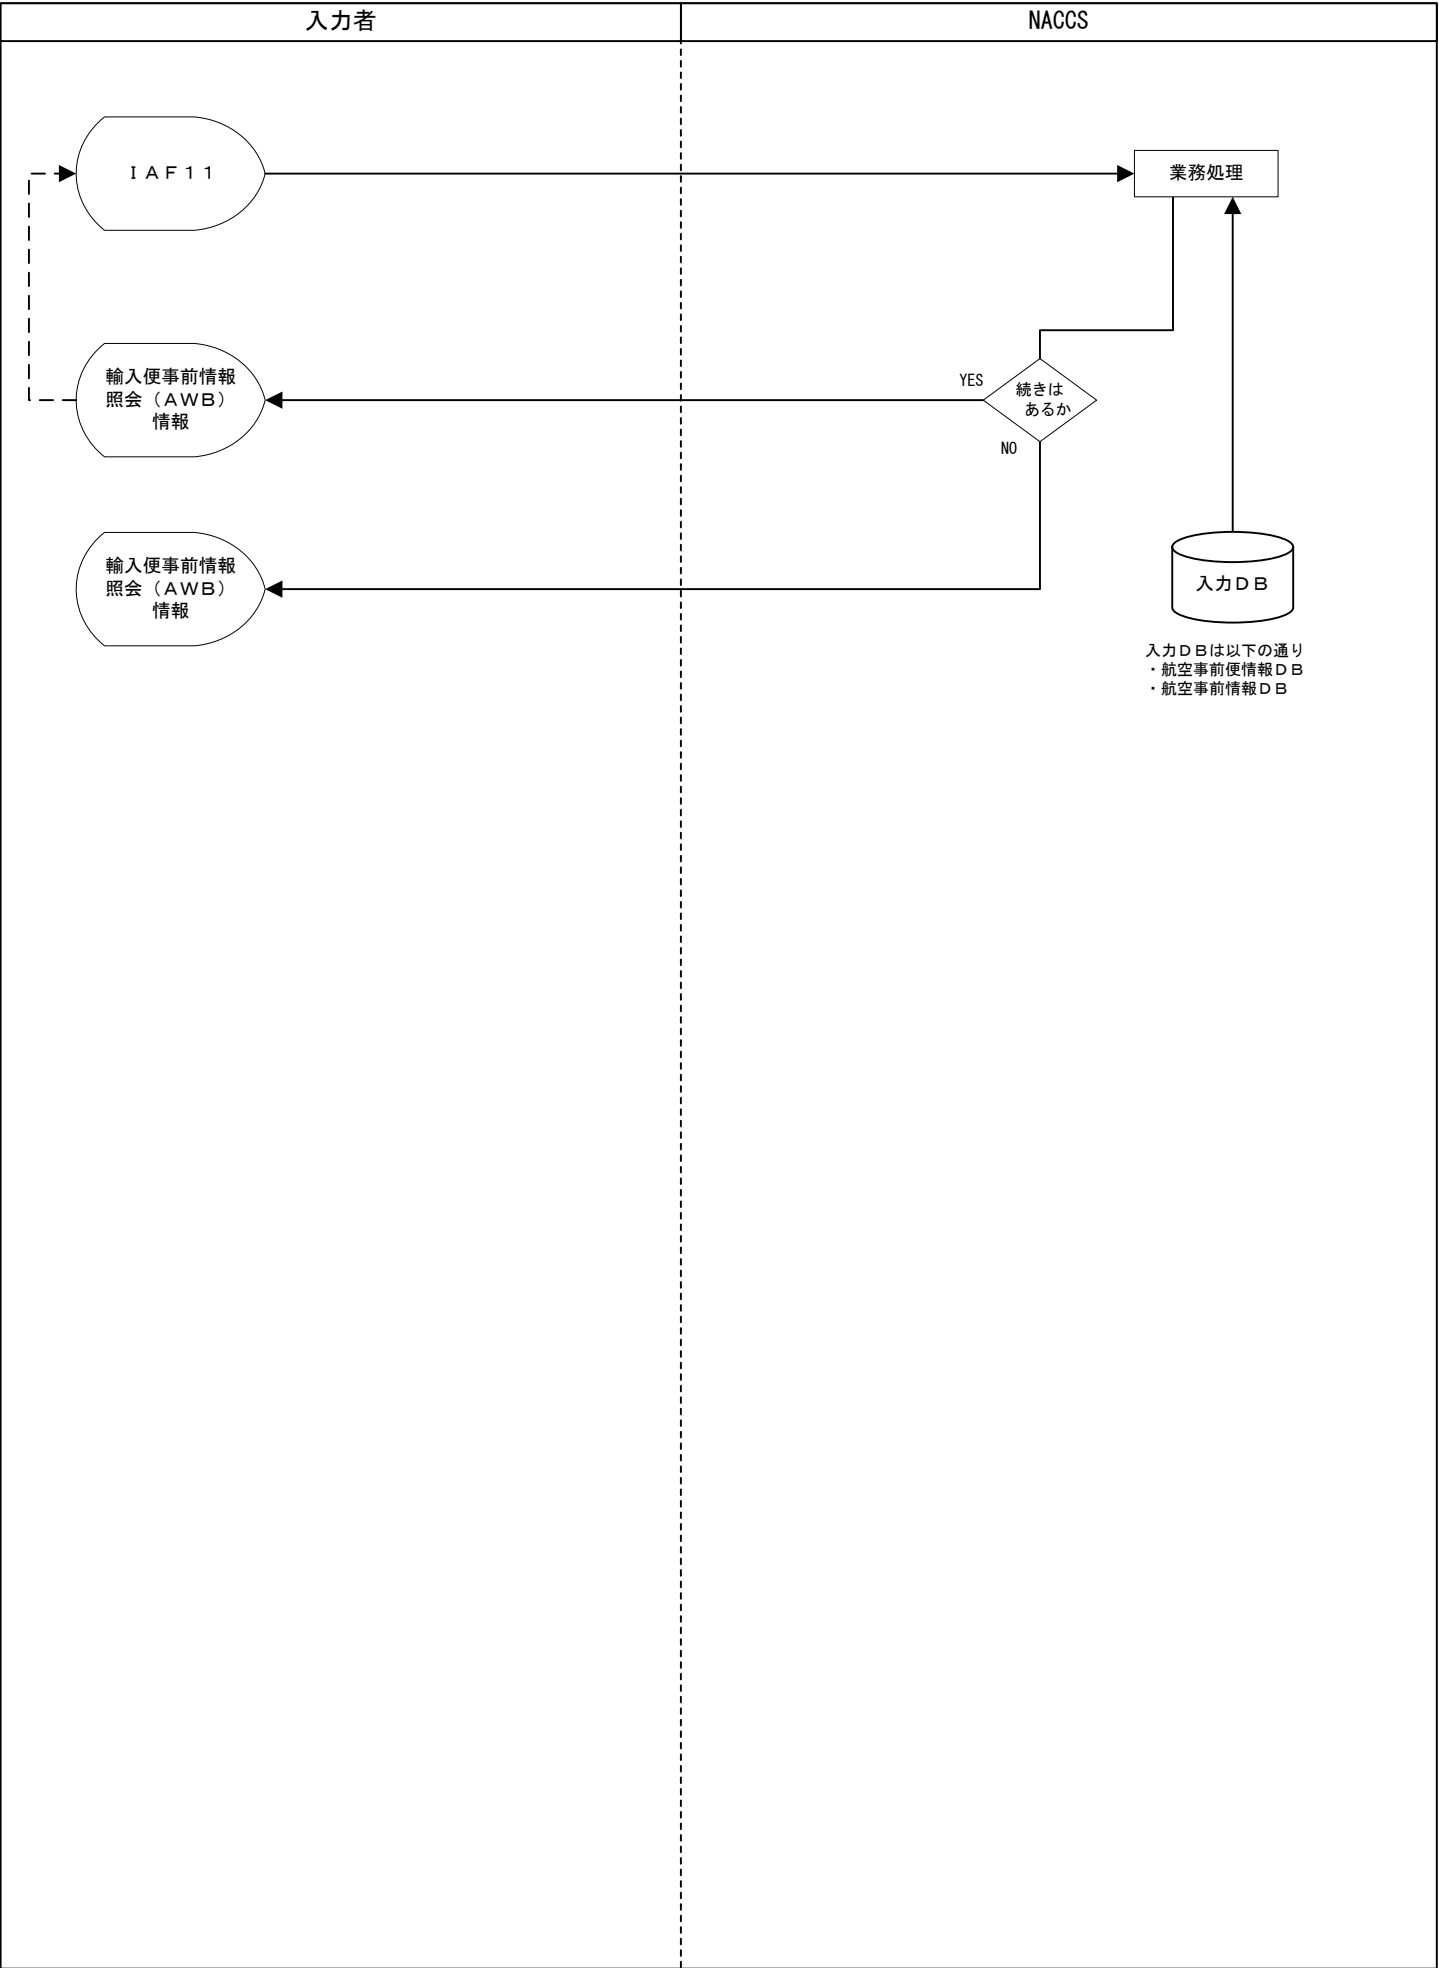 入力者
NACCS
ＩＡＦ１１
業務処理
輸入便事前情報
照会（ＡＷＢ）
情報
YES
続きは
あるか
NO
輸入便事前情報
照会（ＡＷＢ）
情報
入力ＤＢ
入力ＤＢは以下の通り
・航空事前便情報ＤＢ
・航空事前情報ＤＢ